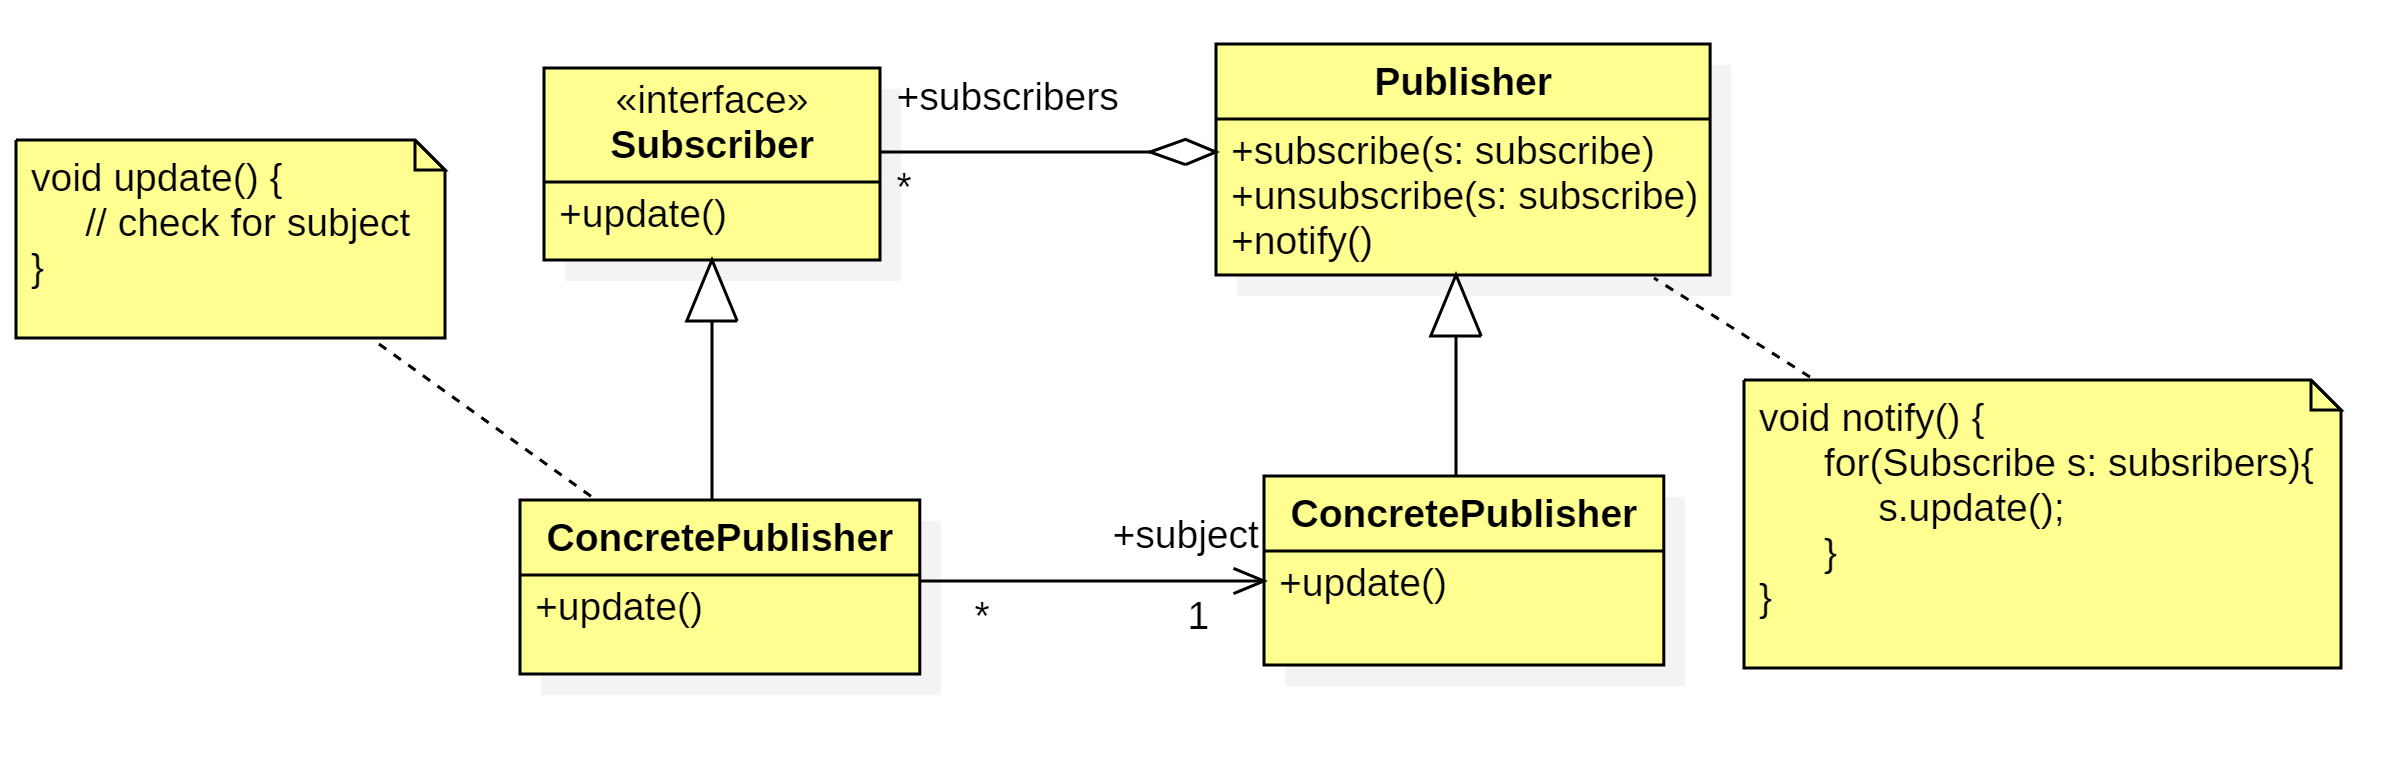 void update() {
// check for subject
}
«interface»
Subscriber
+update()
+subscribers
*
Publisher
+subscribe(s: subscribe)
+unsubscribe(s: subscribe)
+notify()
ConcretePublisher
+update()
+subject
*
1
ConcretePublisher
+update()
void notify() {
for(Subscribe s: subsribers){
s.update();
}
}